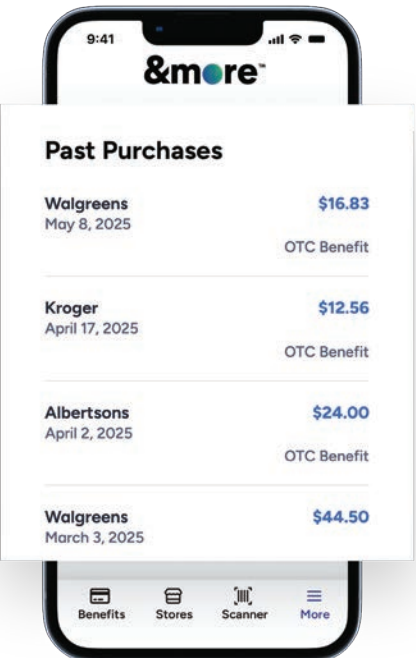 9:41
&more™
Past Purchases
Walgreens $16.83
May 8, 2025
OTC Benefit
Kroger $12.56
April 17, 2025
OTC Benefit
Albertsons $24.00
April 2, 2025
OTC Benefit
Walgreens $44.50
March 3, 2025
Benefits Stores Scanner More